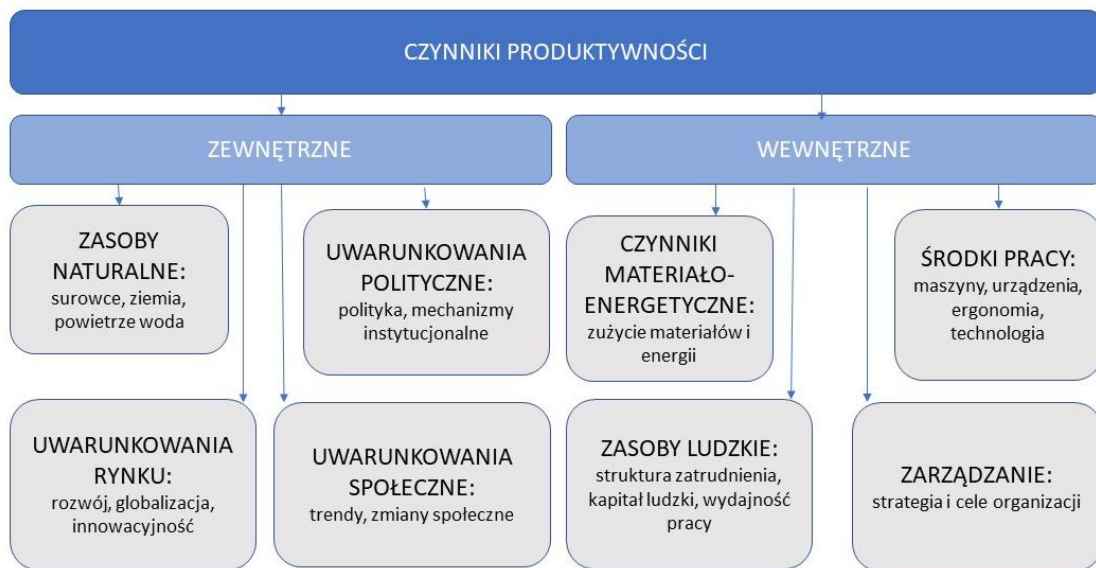 CZYNNIKI PRODUKTYWNOŚCI
ZEWNĘTRZNE
WEWNĘTRZNE
ZASOBY
NATURALNE:
surowce, ziemia,
powietrze woda
UWARUNKOWANIA
POLITYCZNE:
polityka, mechanizmy
instytucjonalne
CZYNNIKI
MATERIAŁO-
ENERGETYCZNE:
zużycie materiałów i
energii
ŚRODKI PRACY:
maszyny, urządzenia,
ergonomia,
technologia
UWARUNKOWANIA
RYNKU:
rozwój, globalizacja,
innowacyjność
UWARUNKOWANIA
SPOŁECZNE:
trendy, zmiany społeczne
ZASOBY LUDZKIE:
struktura zatrudnienia,
kapitał ludzki, wydajność
pracy
ZARZĄDZANIE:
strategia i cele organizacji